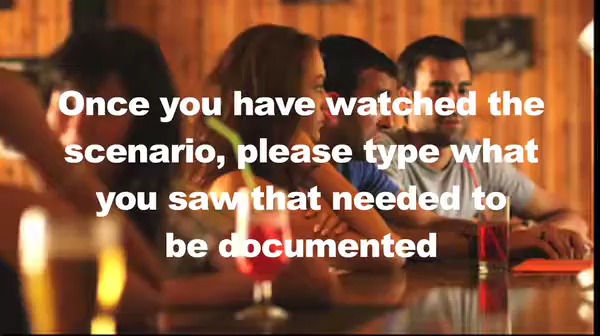 Once you have watched the
scenario, please type what
you saw that needed to
be documented